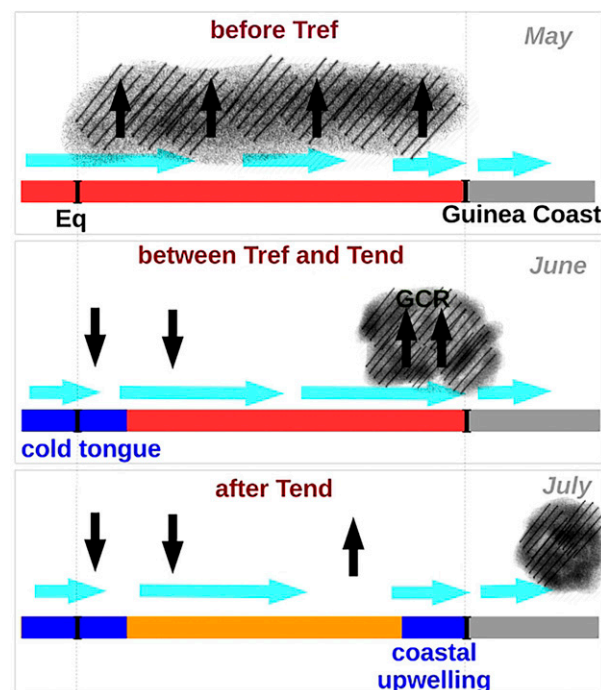 before Tref
May
Eq
Guinea Coast
between Tref and Tend
June
GCR
cold tongue
after Tend
July
coastal
upwelling